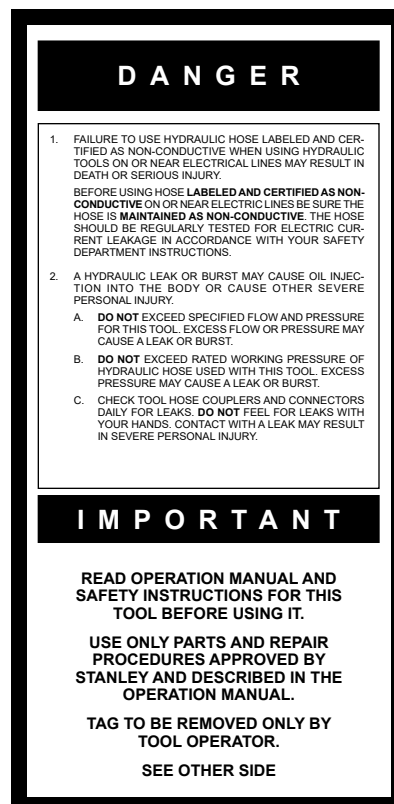 D A N G E R
1. FAILURE TO USE HYDRAULIC HOSE LABELED AND CER-
TIFIED AS NON-CONDUCTIVE WHEN USING HYDRAULIC
TOOLS ON OR NEAR ELECTRICAL LINES MAY RESULT IN
DEATH OR SERIOUS INJURY.
BEFORE USING HOSE LABELED AND CERTIFIED AS NON-
CONDUCTIVE ON OR NEAR ELECTRIC LINES BE SURE THE
HOSE IS MAINTAINED AS NON-CONDUCTIVE. THE HOSE
SHOULD BE REGULARLY TESTED FOR ELECTRIC CUR-
RENT LEAKAGE IN ACCORDANCE WITH YOUR SAFETY
DEPARTMENT INSTRUCTIONS.
2. A HYDRAULIC LEAK OR BURST MAY CAUSE OIL INJEC-
TION INTO THE BODY OR CAUSE OTHER SEVERE
PERSONAL INJURY.
A. DO NOT EXCEED SPECIFIED FLOW AND PRESSURE
FOR THIS TOOL. EXCESS FLOW OR PRESSURE MAY
CAUSE A LEAK OR BURST.
B. DO NOT EXCEED RATED WORKING PRESSURE OF
HYDRAULIC HOSE USED WITH THIS TOOL. EXCESS
PRESSURE MAY CAUSE A LEAK OR BURST.
C. CHECK TOOL HOSE COUPLERS AND CONNECTORS
DAILY FOR LEAKS. DO NOT FEEL FOR LEAKS WITH
YOUR HANDS. CONTACT WITH A LEAK MAY RESULT
IN SEVERE PERSONAL INJURY.
I M P O R T A N T
READ OPERATION MANUAL AND
SAFETY INSTRUCTIONS FOR THIS
TOOL BEFORE USING IT.
USE ONLY PARTS AND REPAIR
PROCEDURES APPROVED BY
STANLEY AND DESCRIBED IN THE
OPERATION MANUAL.
TAG TO BE REMOVED ONLY BY
TOOL OPERATOR.
SEE OTHER SIDE